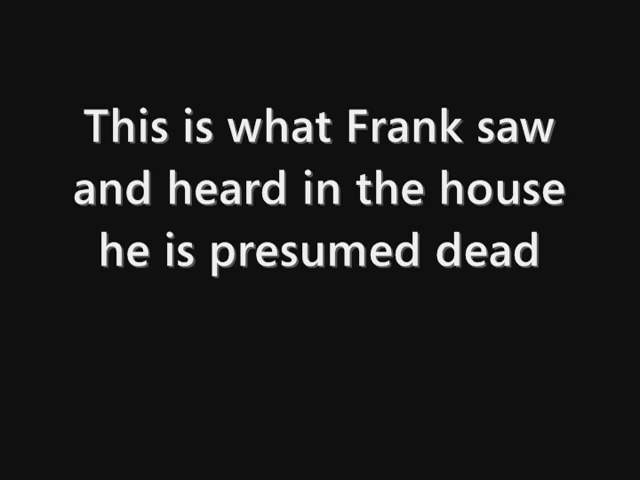 This is what Frank saw
and heard in the house
he is presumed dead